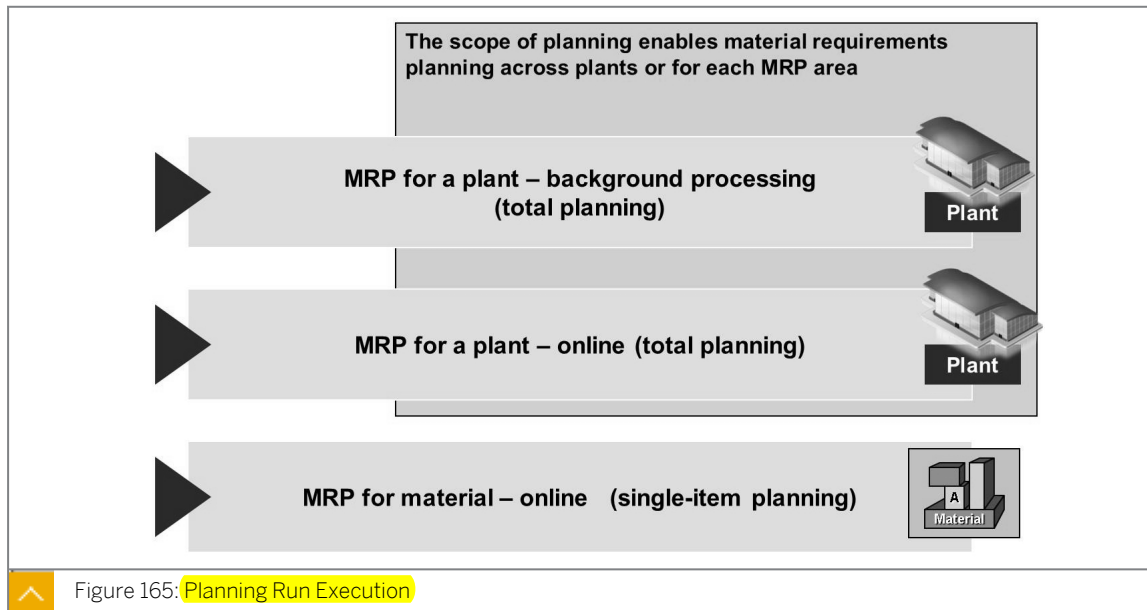 The scope of planning enables material requirements
planning across plants or for each MRP area
MRP for a plant – background processing
(total planning)
Plant
MRP for a plant – online (total planning)
Plant
MRP for material – online (single-item planning)
A
Material
Figure 165: Planning Run Execution